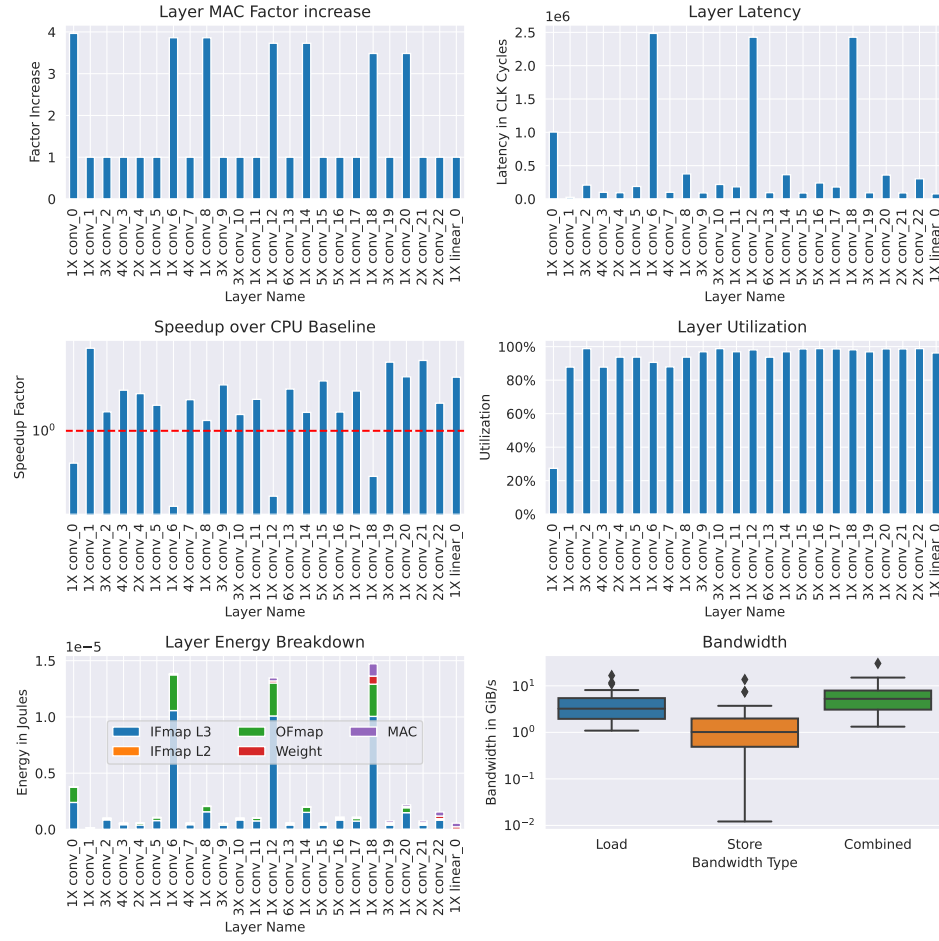 Layer MAC Factor increase
Factor Increase
4
3
2
1
0
1X conv_0
1X conv_1
3X conv_2
4X conv_3
2X conv_4
1X conv_5
1X conv_6
4X conv_7
1X conv_8
3X conv_9
3X conv_10
1X conv_11
1X conv_12
6X conv_13
1X conv_14
5X conv_15
5X conv_16
1X conv_17
1X conv_18
3X conv_19
1X conv_20
2X conv_21
2X conv_22
1X linear_0
Layer Name
Layer Latency
1e6
Latency in CLK Cycles
2.5
2.0
1.5
1.0
0.5
0.0
1X conv_0
1X conv_1
3X conv_2
4X conv_3
2X conv_4
1X conv_5
1X conv_6
4X conv_7
1X conv_8
3X conv_9
3X conv_10
1X conv_11
1X conv_12
6X conv_13
1X conv_14
5X conv_15
5X conv_16
1X conv_17
1X conv_18
3X conv_19
1X conv_20
2X conv_21
2X conv_22
1X linear_0
Layer Name
Speedup over CPU Baseline
Speedup Factor
10⁰
1X conv_0
1X conv_1
3X conv_2
4X conv_3
2X conv_4
1X conv_5
1X conv_6
4X conv_7
1X conv_8
3X conv_9
3X conv_10
1X conv_11
1X conv_12
6X conv_13
1X conv_14
5X conv_15
5X conv_16
1X conv_17
1X conv_18
3X conv_19
1X conv_20
2X conv_21
2X conv_22
1X linear_0
Layer Name
Layer Utilization
Utilization
100%
80%
60%
40%
20%
0%
1X conv_0
1X conv_1
3X conv_2
4X conv_3
2X conv_4
1X conv_5
1X conv_6
4X conv_7
1X conv_8
3X conv_9
3X conv_10
1X conv_11
1X conv_12
6X conv_13
1X conv_14
5X conv_15
5X conv_16
1X conv_17
1X conv_18
3X conv_19
1X conv_20
2X conv_21
2X conv_22
1X linear_0
Layer Name
Layer Energy Breakdown
1e−5
Energy in Joules
1.5
1.0
0.5
0.0
IFmap L3
IFmap L2
OFmap
Weight
MAC
1X conv_0
1X conv_1
3X conv_2
4X conv_3
2X conv_4
1X conv_5
1X conv_6
4X conv_7
1X conv_8
3X conv_9
3X conv_10
1X conv_11
1X conv_12
6X conv_13
1X conv_14
5X conv_15
5X conv_16
1X conv_17
1X conv_18
3X conv_19
1X conv_20
2X conv_21
2X conv_22
1X linear_0
Layer Name
Bandwidth
Bandwidth in GiB/s
10¹
10⁰
10⁻¹
10⁻²
Load
Store
Combined
Bandwidth Type